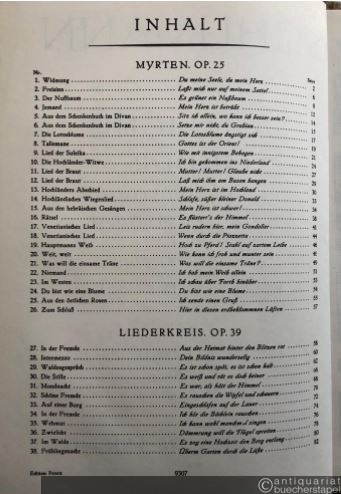 INHALT
MYRTEN. OP. 25
Nr. Seite
1. Widmung Du meine Seele, du mein Herz
2. Freisinn Laßt mich nur auf meinem Sattel
3. Der Nußbaum Es grünet ein Nußbaum
4. Jemand Mein Herz ist betrübt
5. Aus dem Schenkenbuch im Divan Sitz ich allein, wo kann ich besser sein?
6. Aus dem Schenkenbuch im Divan Setze mir nicht, du Grobian
7. Die Lotosblume Die Lotosblume ängstigt sich
8. Talismane Gottes ist der Orient!
9. Lied der Suleika Wie mit innigstem Behagen
10. Die Hochländer-Witwe Ich bin gekommen ins Niederland
11. Lied der Braut Mutter! Mutter! Glaube nicht
12. Lied der Braut Laß mich ihm am Busen hangen
13. Hochländers Abschied Mein Herz ist im Hochland
14. Hochländisches Wiegenlied Schlafe, süßer kleiner Donald
15. Aus den hebräischen Gesängen Mein Herz ist schwer!
16. Rätsel Es flüstert's der Himmel
17. Venetianisches Lied Leis rudern hier, mein Gondolier
18. Venetianisches Lied Wenn durch die Piazzetta
19. Hauptmanns Weib Hoch zu Pferd! Stahl auf zartem Leibe
20. Weit, weit Wie kann ich froh und munter sein
21. Was will die einsame Träne Was will die einsame Träne?
22. Niemand Ich hab mein Weib allein
23. Im Westen Ich schau über Forth hinüber
24. Du bist wie eine Blume Du bist wie eine Blume
25. Aus den östlichen Rosen Ich sende einen Gruß
26. Zum Schluß Hier in diesen erdbeklommnen Lüften
LIEDERKREIS. OP. 39
27. In der Fremde Aus der Heimat hinter den Blitzen rot 58
28. Intermezzo Dein Bildnis wunderselig 60
29. Waldesgespräch Es ist schon spät, es ist schon kalt 62
30. Die Stille Es weiß und rät es doch keiner
31. Mondnacht Es war, als hätt der Himmel
32. Schöne Fremde Es rauschen die Wipfel und schauern
33. Auf einer Burg Eingeschlafen auf der Lauer
34. In der Fremde Ich hör die Bächlein rauschen
35. Wehmut Ich kann wohl manchmal singen
36. Zwielicht Dämmrung will die Flügel spreiten
37. Im Walde Es zog eine Hochzeit den Berg entlang
38. Frühlingsnacht Überm Garten durch die Lüfte
Edition Peters 9307
antiquariat
buecherstapel